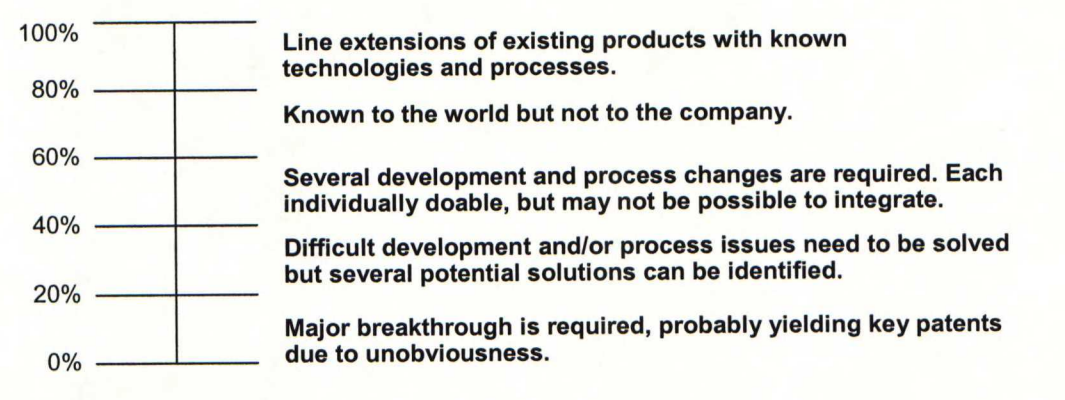 100%
Line extensions of existing products with known
technologies and processes.
80%
Known to the world but not to the company.
60%
Several development and process changes are required. Each
individually doable, but may not be possible to integrate.
40%
Difficult development and/or process issues need to be solved
but several potential solutions can be identified.
20%
Major breakthrough is required, probably yielding key patents
due to unobviousness.
0%